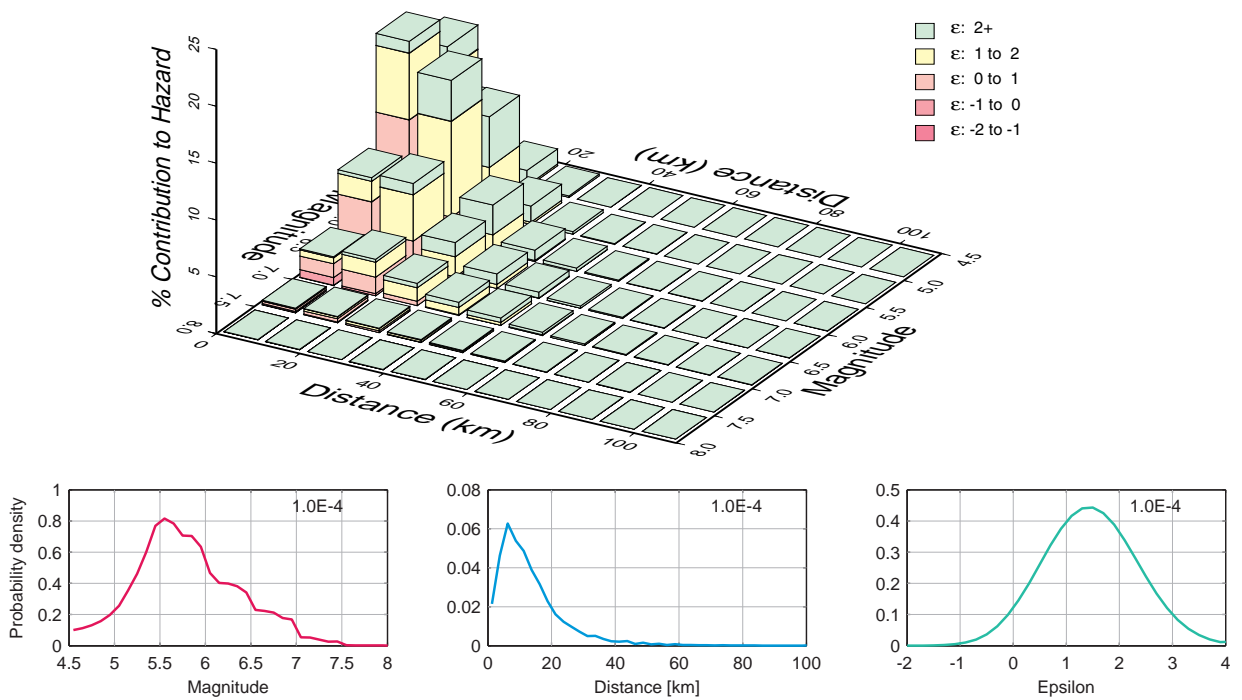 25
20
15
10
5
0
% Contribution to Hazard
ε: 2+
ε: 1 to 2
ε: 0 to 1
ε: -1 to 0
ε: -2 to -1
20
40
60
80
100
Distance (km)
4.5
5.0
5.5
6.0
6.5
7.0
7.5
8.0
Magnitude
Magnitude
7.0
7.5
8.0
0
20
40
60
80
100
Distance (km)
Probability density
1
0.8
0.6
0.4
0.2
0
1.0E-4
4.5 5 5.5 6 6.5 7 7.5 8
Magnitude
0.08
0.06
0.04
0.02
0
1.0E-4
0 20 40 60 80 100
Distance [km]
0.5
0.4
0.3
0.2
0.1
0
1.0E-4
-2 -1 0 1 2 3 4
Epsilon